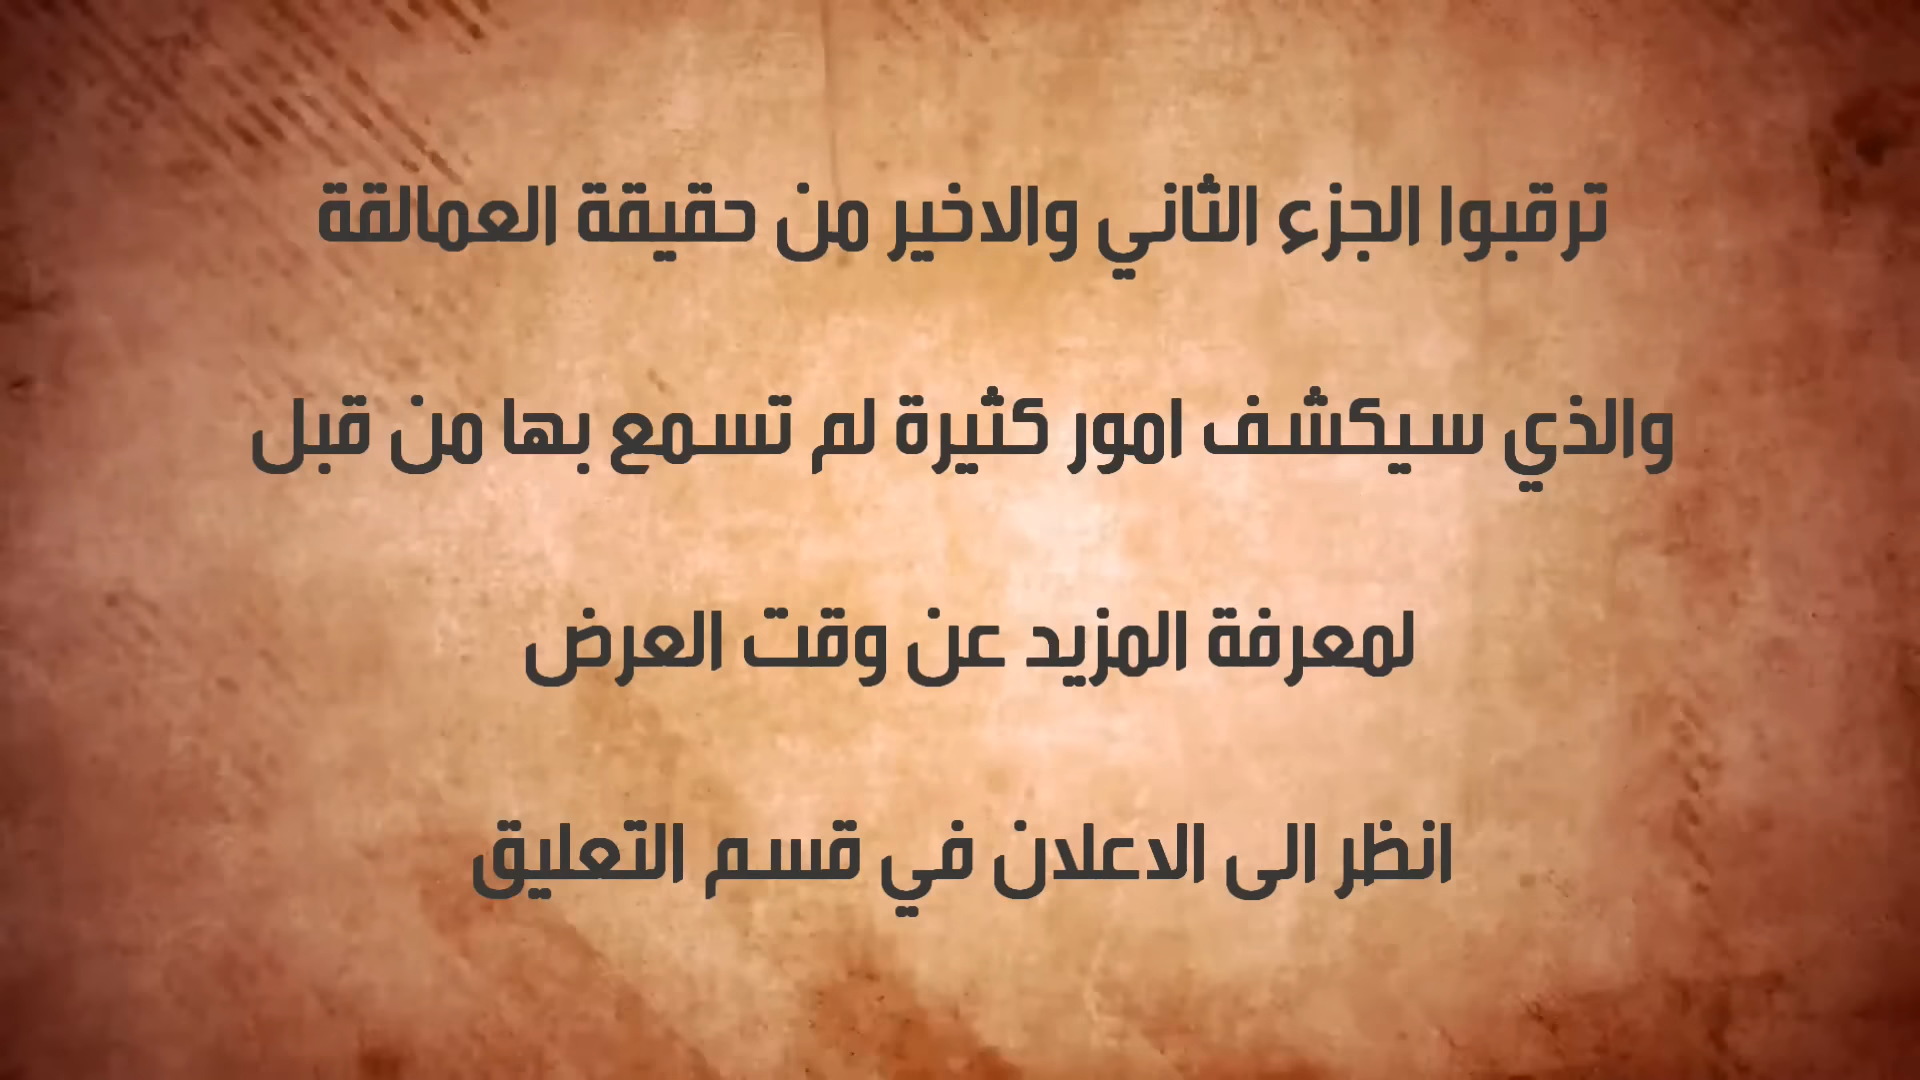 ترقبوا الجزء الثاني والاخير من حقيقة العمالقة
والذي سيكشف امور كثيرة لم تسمع بها من قبل
لمعرفة المزيد عن وقت العرض
انظر الى الاعلان في قسم التعليق